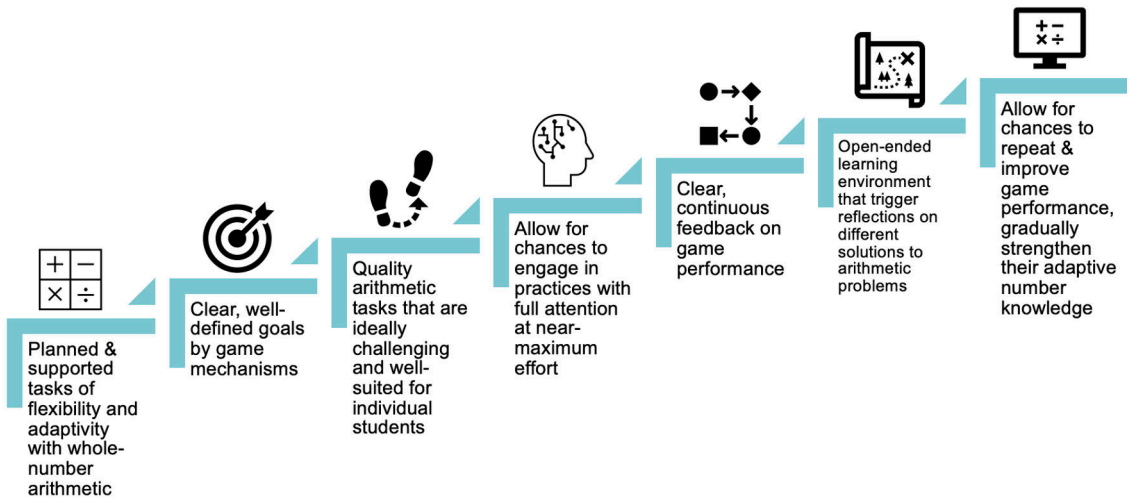 Planned &
supported
tasks of
flexibility and
adaptivity
with whole-
number
arithmetic
Clear, well-
defined goals
by game
mechanisms
Quality
arithmetic
tasks that are
ideally
challenging
and well-
suited for
individual
students
Allow for
chances to
engage in
practices with
full attention
at near-
maximum
effort
Clear,
continuous
feedback on
game
performance
Open-ended
learning
environment
that trigger
reflections on
different
solutions to
arithmetic
problems
Allow for
chances to
repeat &
improve
game
performance,
gradually
strengthen
their adaptive
number
knowledge